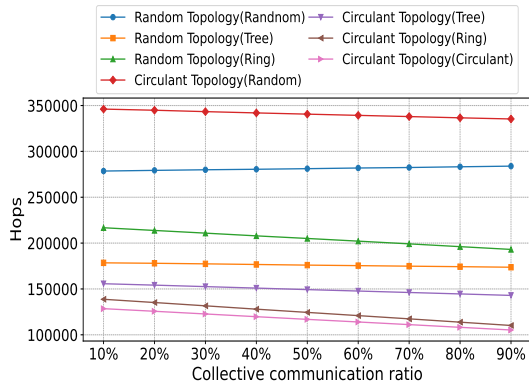 Random Topology(Randnom)
Random Topology(Tree)
Random Topology(Ring)
Circulant Topology(Random)
Circulant Topology(Tree)
Circulant Topology(Ring)
Circulant Topology(Circulant)
Hops
350000
300000
250000
200000
150000
100000
10% 20% 30% 40% 50% 60% 70% 80% 90%
Collective communication ratio